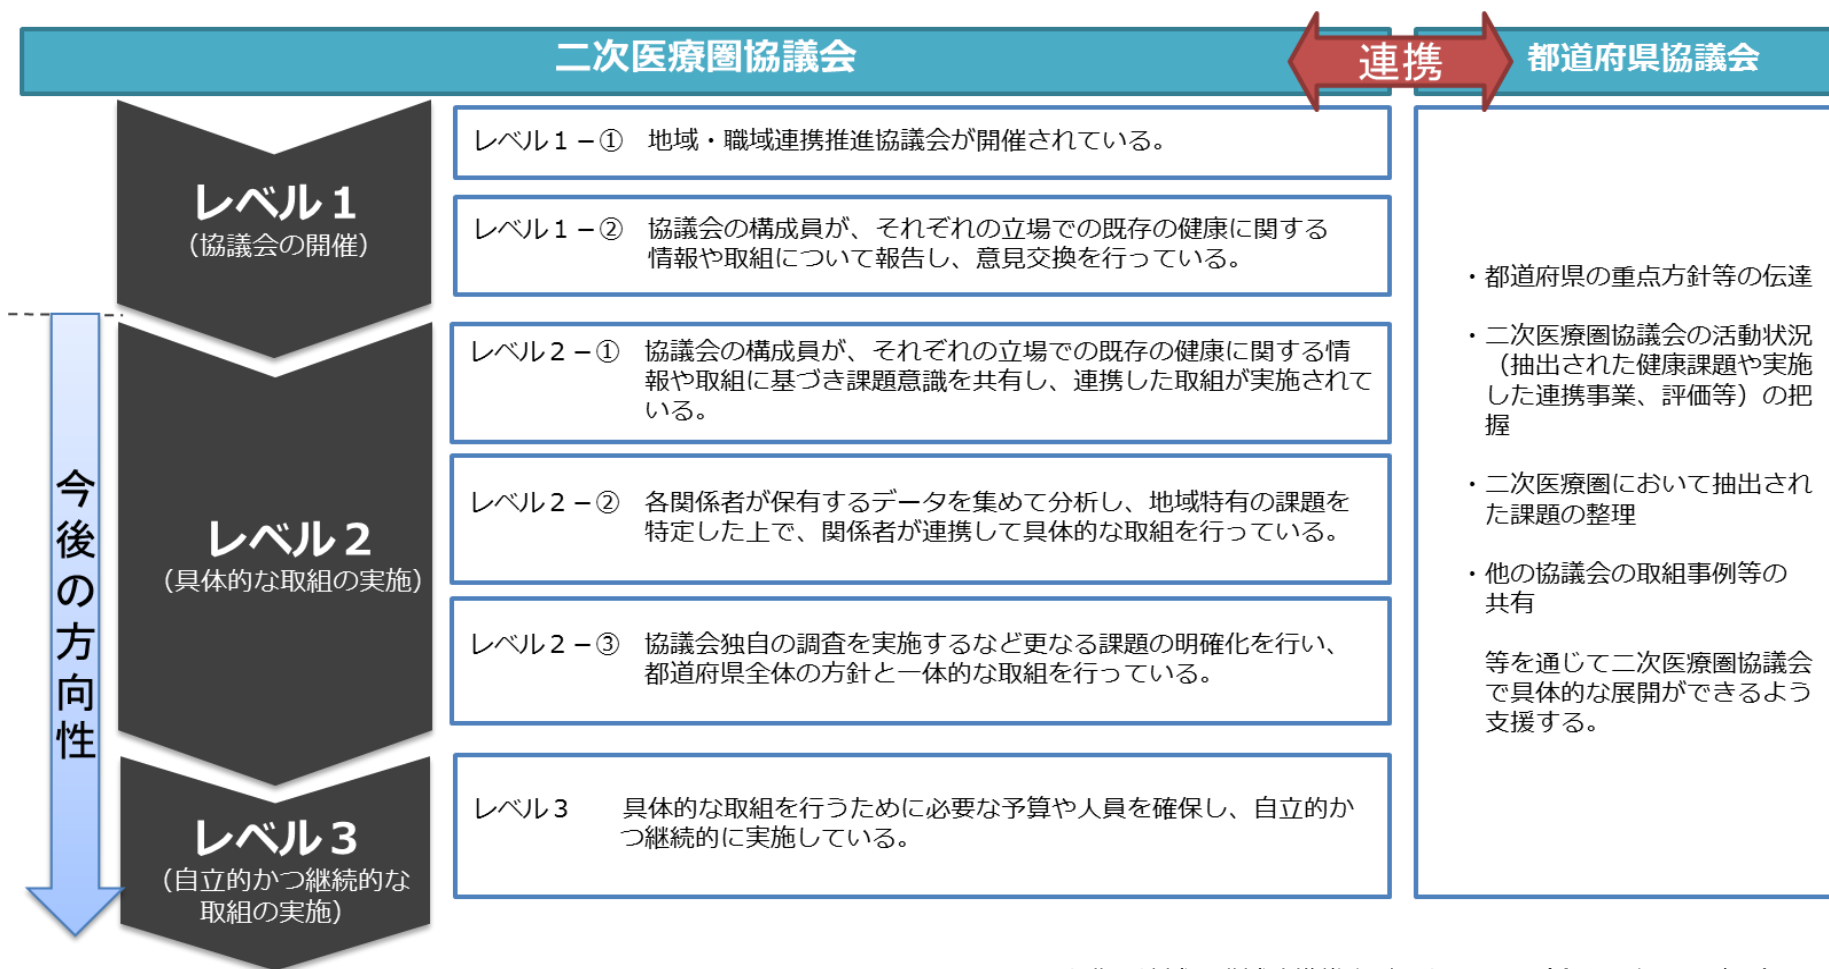 二次医療圏協議会
連携
都道府県協議会
レベル１
（協議会の開催）
レベル１－① 地域・職域連携推進協議会が開催されている。
レベル１－② 協議会の構成員が、それぞれの立場での既存の健康に関する
情報や取組について報告し、意見交換を行っている。
今後の方向性
レベル２
（具体的な取組の実施）
レベル２－① 協議会の構成員が、それぞれの立場での既存の健康に関する情
報や取組に基づき課題意識を共有し、連携した取組が実施されて
いる。
レベル２－② 各関係者が保有するデータを集めて分析し、地域特有の課題を
特定した上で、関係者が連携して具体的な取組を行っている。
レベル２－③ 協議会独自の調査を実施するなど更なる課題の明確化を行い、
都道府県全体の方針と一体的な取組を行っている。
レベル３
（自立的かつ継続的な
取組の実施）
レベル３ 具体的な取組を行うために必要な予算や人員を確保し、自立的か
つ継続的に実施している。
・都道府県の重点方針等の伝達
・二次医療圏協議会の活動状況
（抽出された健康課題や実施
した連携事業、評価等）の把
握
・二次医療圏において抽出され
た課題の整理
・他の協議会の取組事例等の
共有
等を通じて二次医療圏協議会
で具体的な展開ができるよう
支援する。